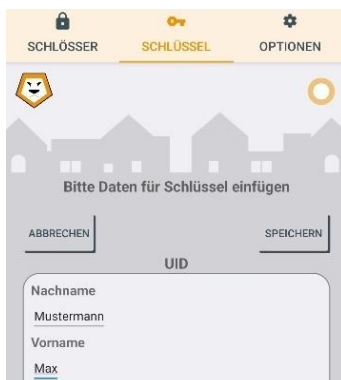 SCHLÖSSER SCHLÜSSEL OPTIONEN
Bitte Daten für Schlüssel einfügen
ABBRECHEN SPEICHERN
UID
Nachname
Mustermann
Vorname
Max